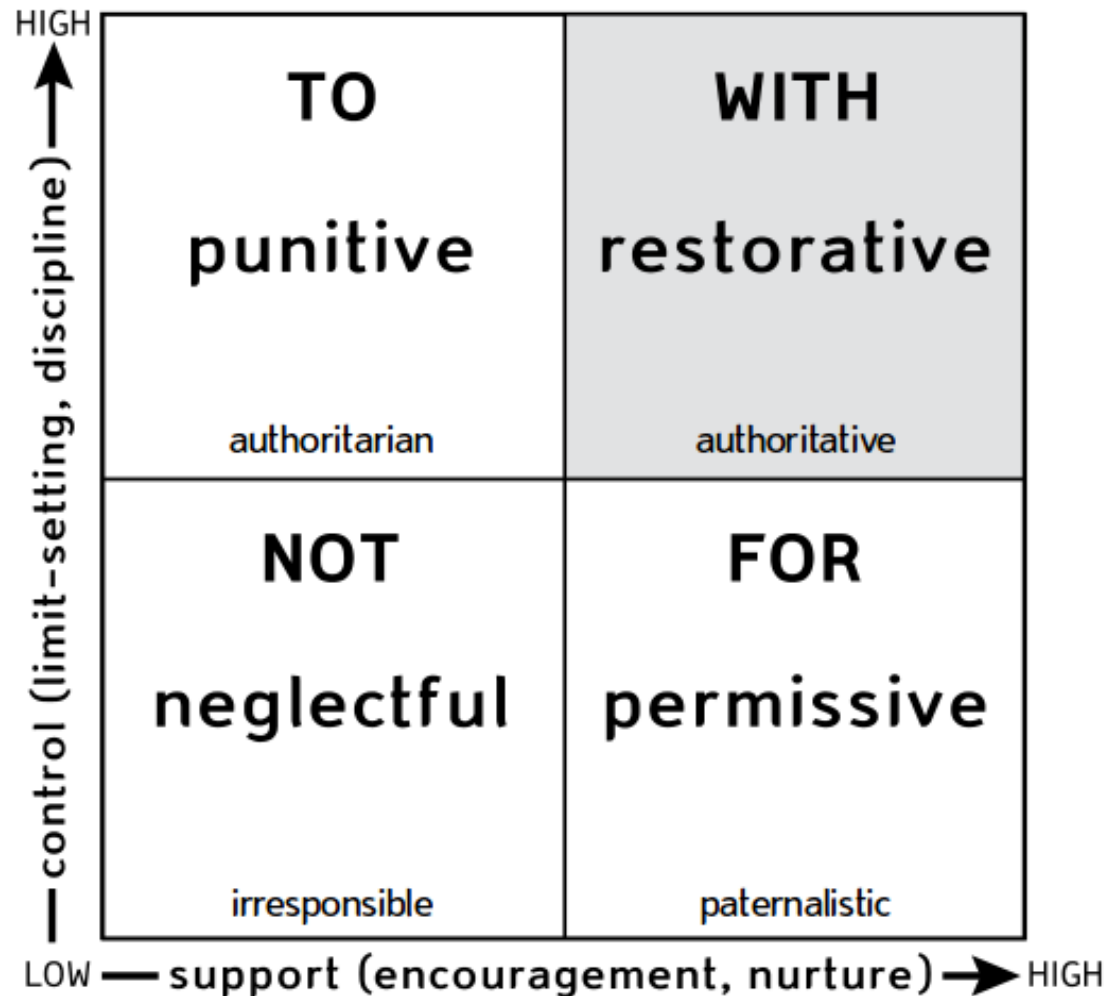 HIGH
control (limit-setting, discipline)
TO
punitive
authoritarian
WITH
restorative
authoritative
NOT
neglectful
irresponsible
FOR
permissive
paternalistic
LOW
support (encouragement, nurture)
HIGH